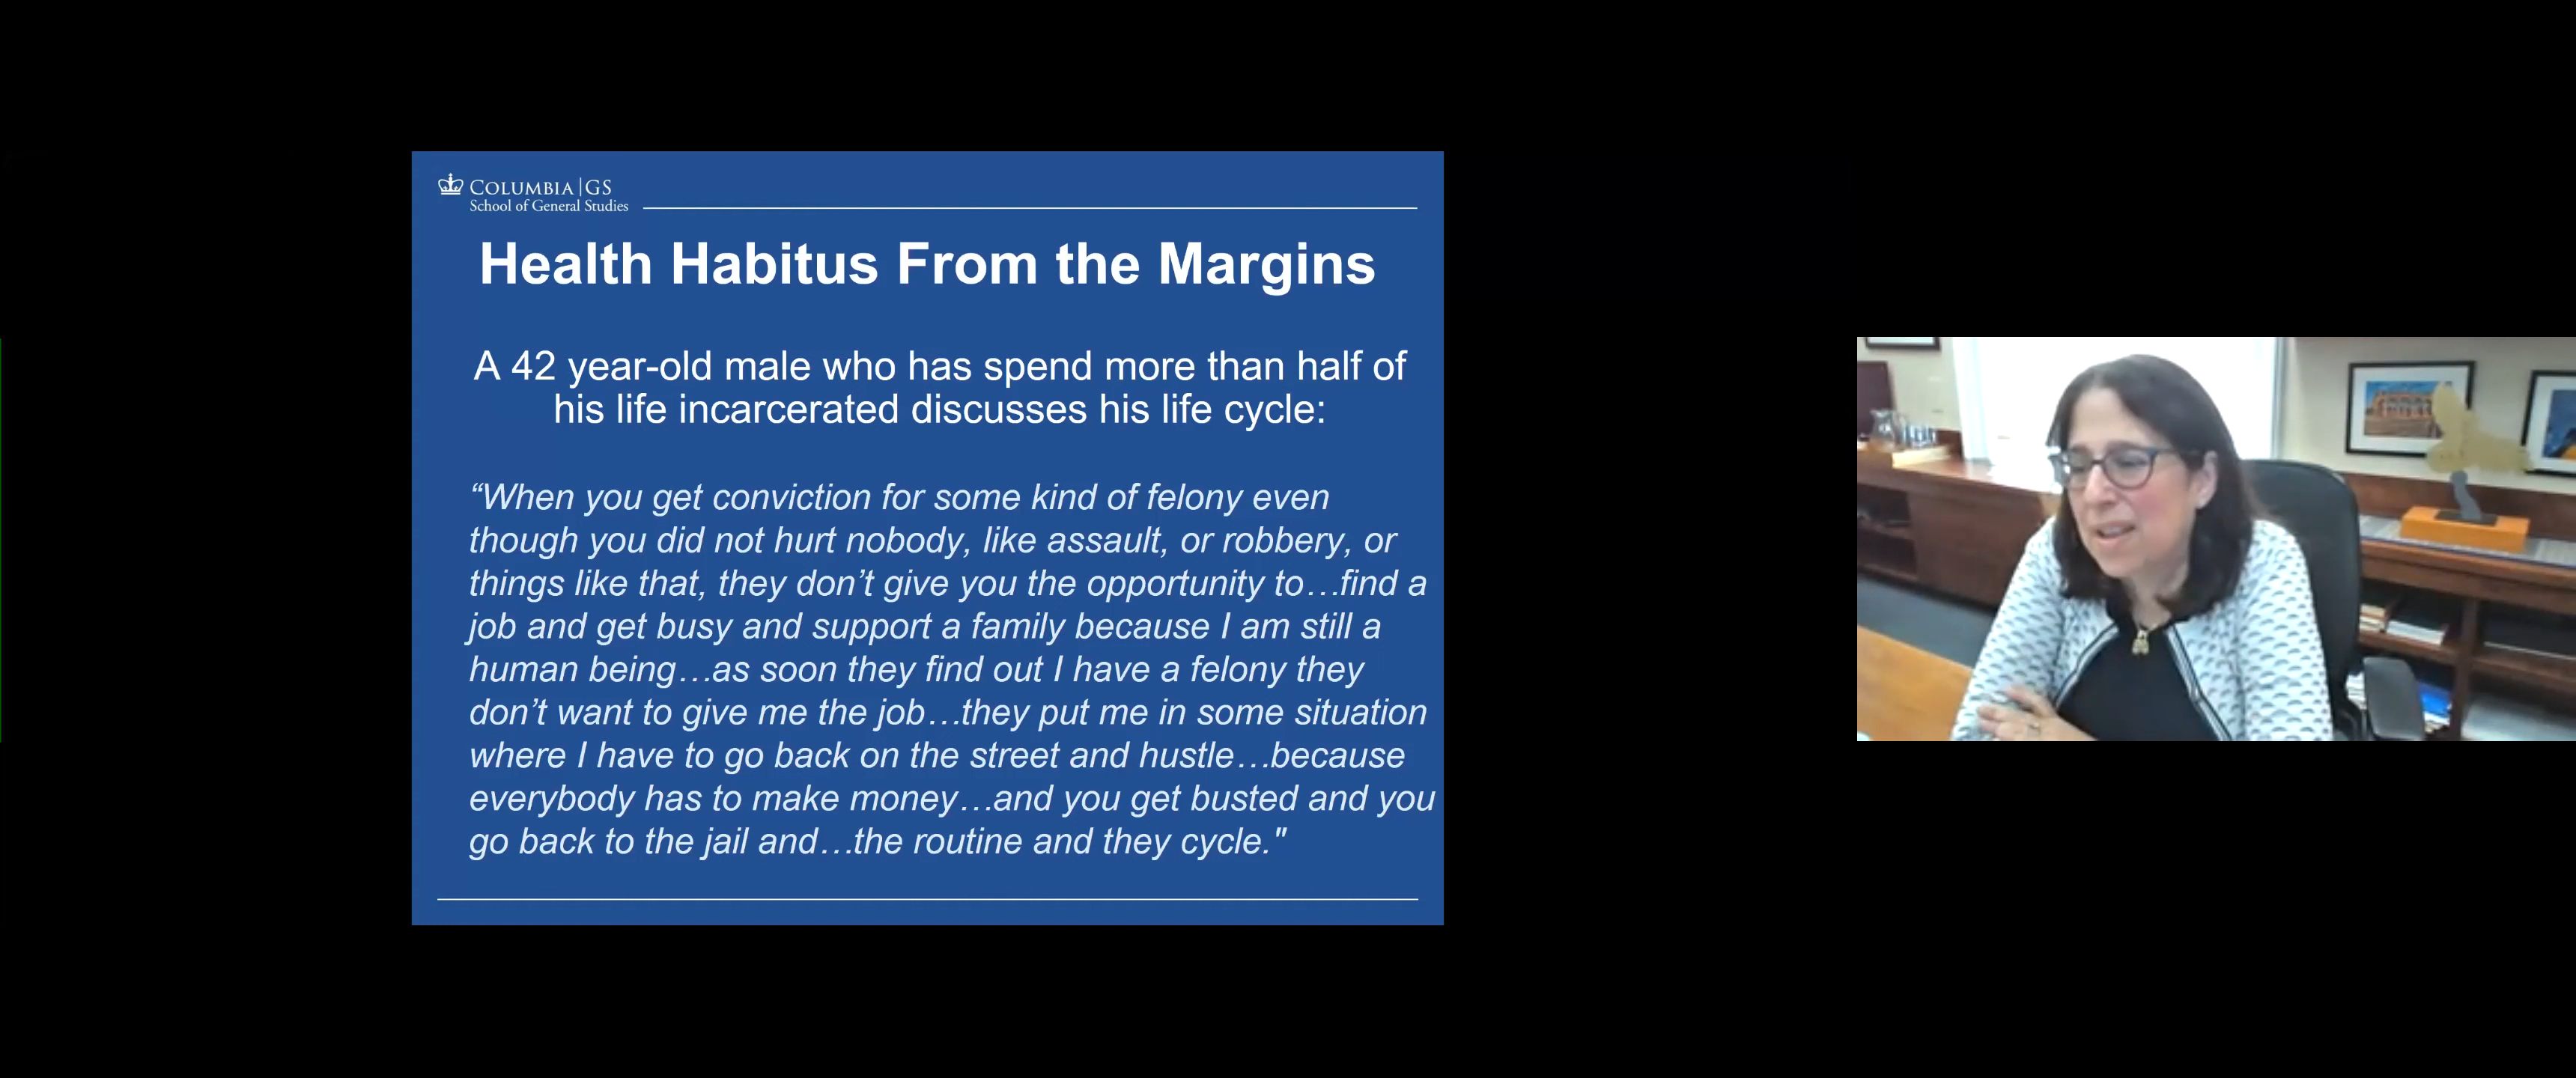 COLUMBIA | GS
School of General Studies
Health Habitus From the Margins
A 42 year-old male who has spend more than half of
his life incarcerated discusses his life cycle:
“When you get conviction for some kind of felony even
though you did not hurt nobody, like assault, or robbery, or
things like that, they don’t give you the opportunity to…find a
job and get busy and support a family because I am still a
human being…as soon they find out I have a felony they
don’t want to give me the job…they put me in some situation
where I have to go back on the street and hustle…because
everybody has to make money…and you get busted and you
go back to the jail and…the routine and they cycle."